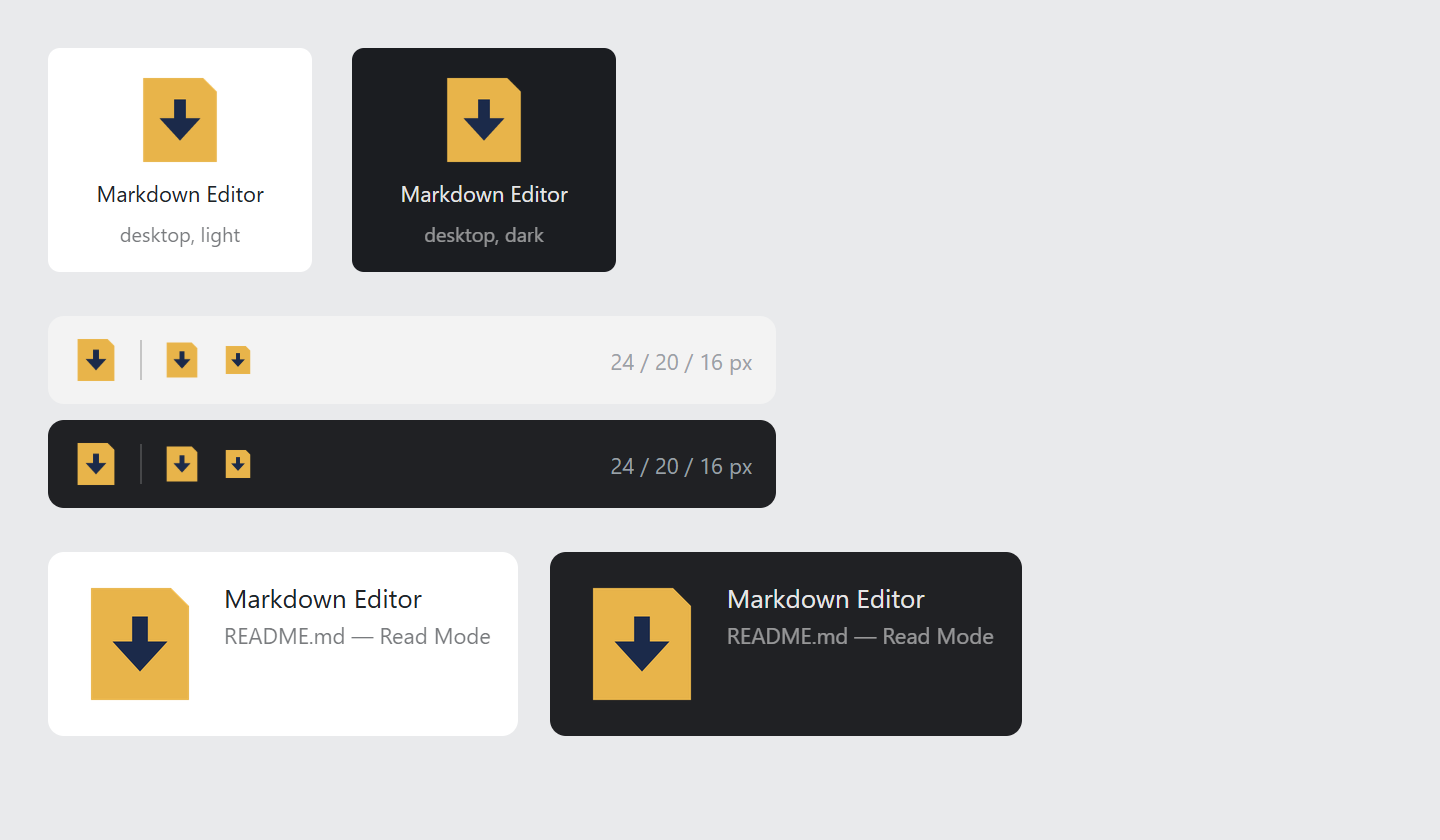 Markdown Editor
desktop, light
Markdown Editor
desktop, dark
24 / 20 / 16 px
24 / 20 / 16 px
Markdown Editor
README.md — Read Mode
Markdown Editor
README.md — Read Mode